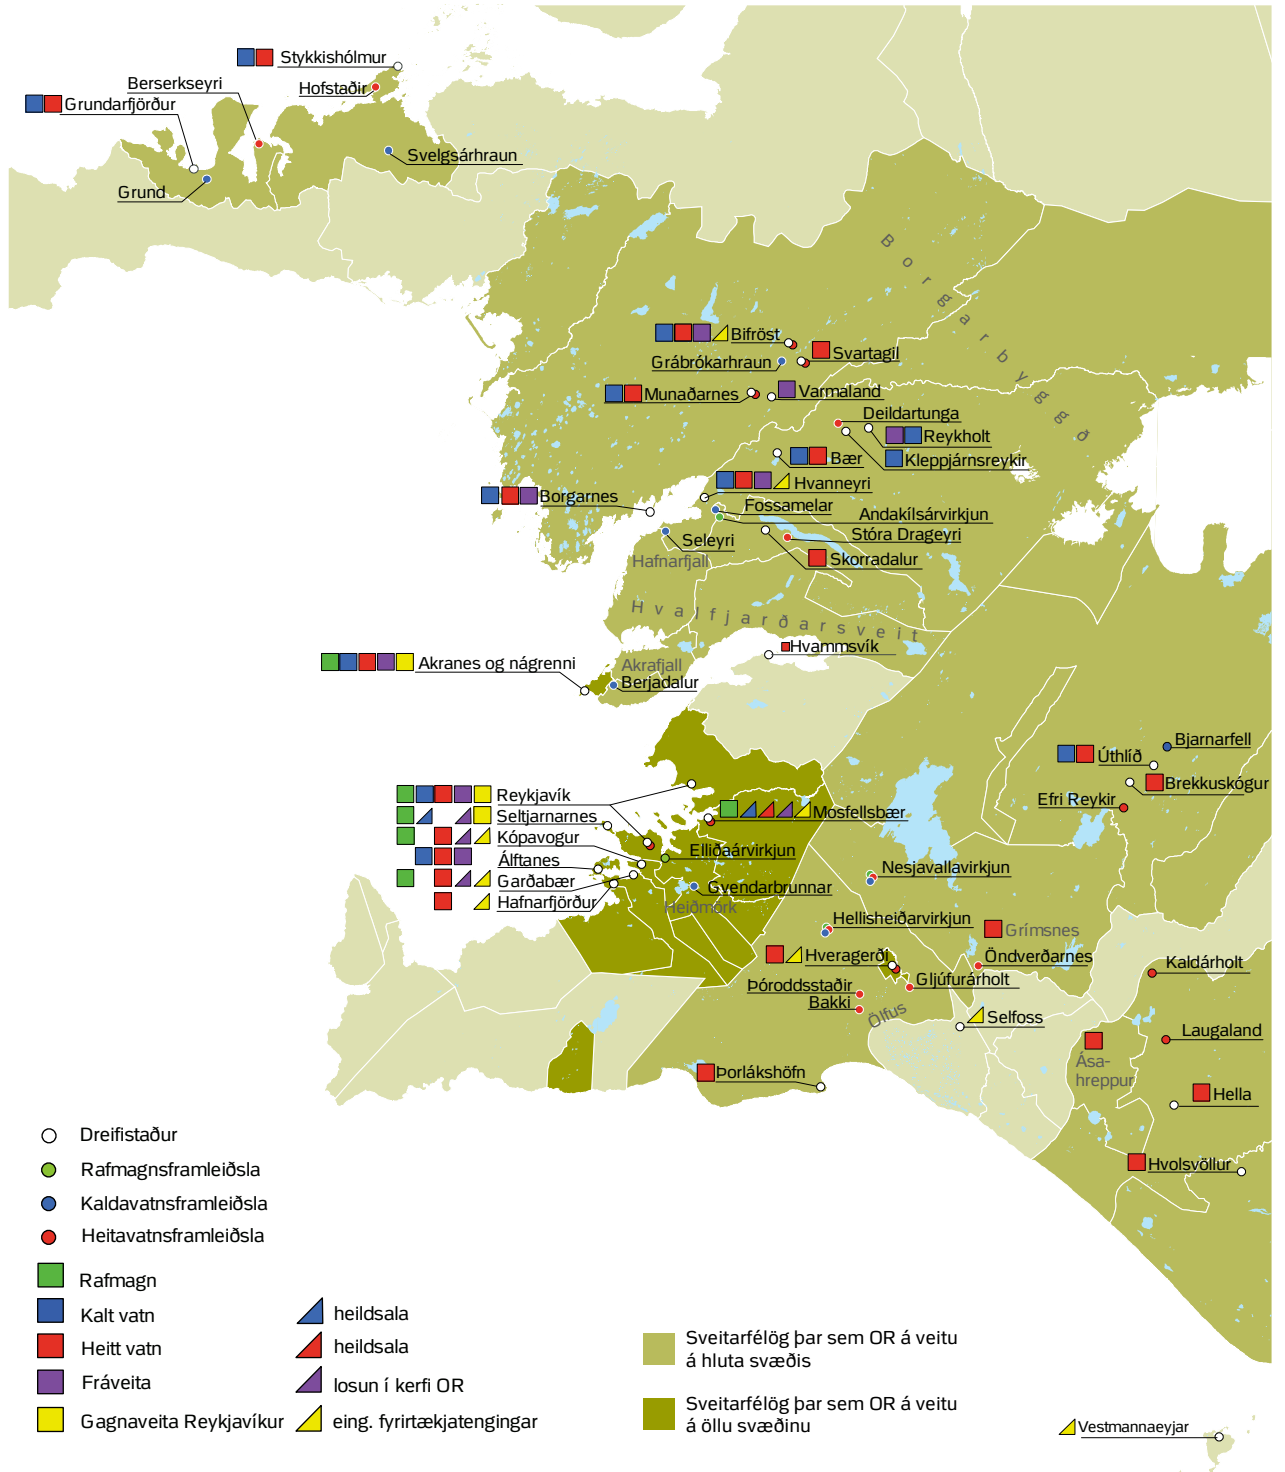 Stykkishólmur
Berserkseyri
Hofstaðir
Grundarfjörður
Svelgsárhraun
Grund
Borgarbyggð
Bifröst
Svartagil
Grábrókarhraun
Munaðarnes
Varmaland
Deildartunga
Reykholt
Bær
Kleppjárnsreykir
Hvanneyri
Borgarnes
Fossamelar
Andakílsárvirkjun
Stóra Drageyri
Seleyri
Hafnarfjall
Skorradalur
Hvalfjarðarsveit
Hvammsvík
Akranes og nágrenni
Akrafjall
Berjadalur
Bjarnarfell
Úthlíð
Brekkuskógur
Efri Reykir
Reykjavík
Seltjarnarnes
Mosfellsbær
Kópavogur
Elliðaárvirkjun
Álftanes
Nesjavallavirkjun
Garðabær
Gvendarbrunnar
Hafnarfjörður
Heiðmörk
Hellisheiðarvirkjun
Grímsnes
Hveragerði
Öndverðarnes
Kaldárholt
Þóroddsstaðir
Gljúfurárholt
Bakki
Ölfus
Selfoss
Laugaland
Ása-
hreppur
Þorlákshöfn
Hella
Hvolsvöllur
Dreifistaður
Rafmagnsframleiðsla
Kaldavatnsframleiðsla
Heitavatnsframleiðsla
Rafmagn
Kalt vatn
heildsala
Heitt vatn
heildsala
Fráveita
losun í kerfi OR
Gagnaveita Reykjavíkur
eing. fyrirtækjatengingar
Sveitarfélög þar sem OR á veitu
á hluta svæðis
Sveitarfélög þar sem OR á veitu
á öllu svæðinu
Vestmannaeyjar